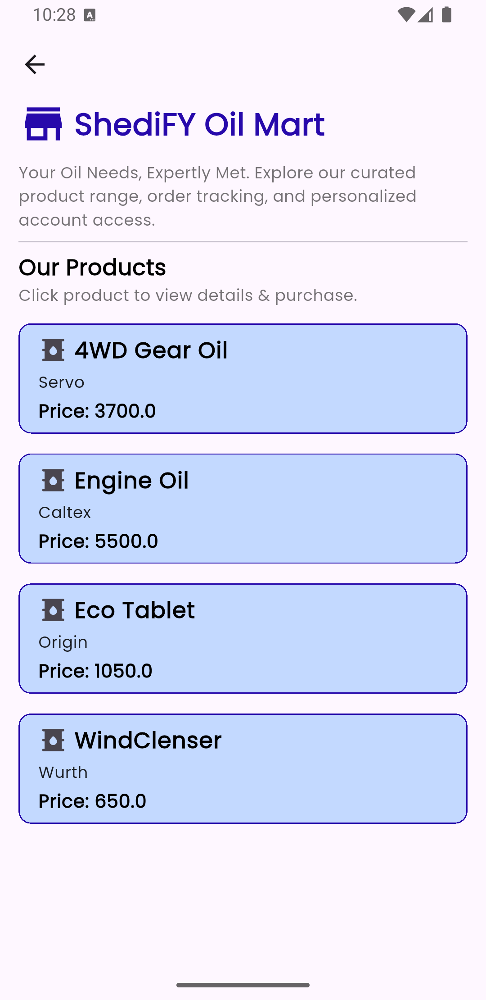 10:28
ShediFY Oil Mart
Your Oil Needs, Expertly Met. Explore our curated
product range, order tracking, and personalized
account access.
Our Products
Click product to view details & purchase.
4WD Gear Oil
Servo
Price: 3700.0
Engine Oil
Caltex
Price: 5500.0
Eco Tablet
Origin
Price: 1050.0
WindClenser
Wurth
Price: 650.0